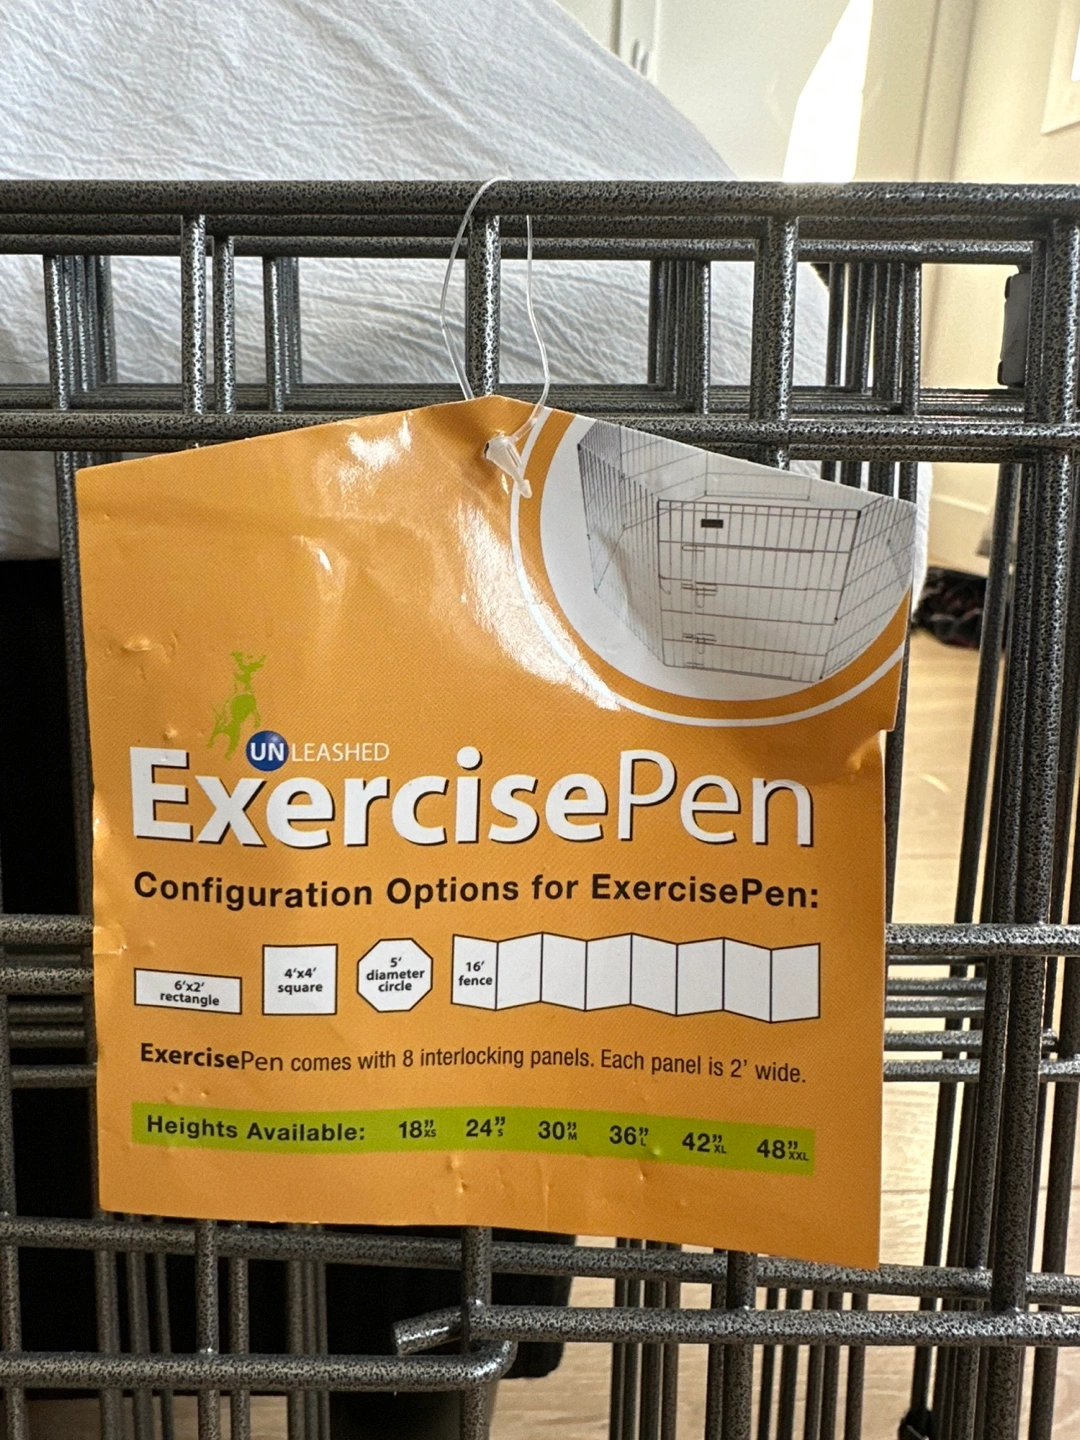 UNLEASHED
ExercisePen
Configuration Options for ExercisePen:
6'x2'
rectangle
4'x4'
square
5'
diameter
circle
16'
fence
ExercisePen comes with 8 interlocking panels. Each panel is 2' wide.
Heights Available: 18" XS 24" S 30" M 36" L 42" XL 48" XXL